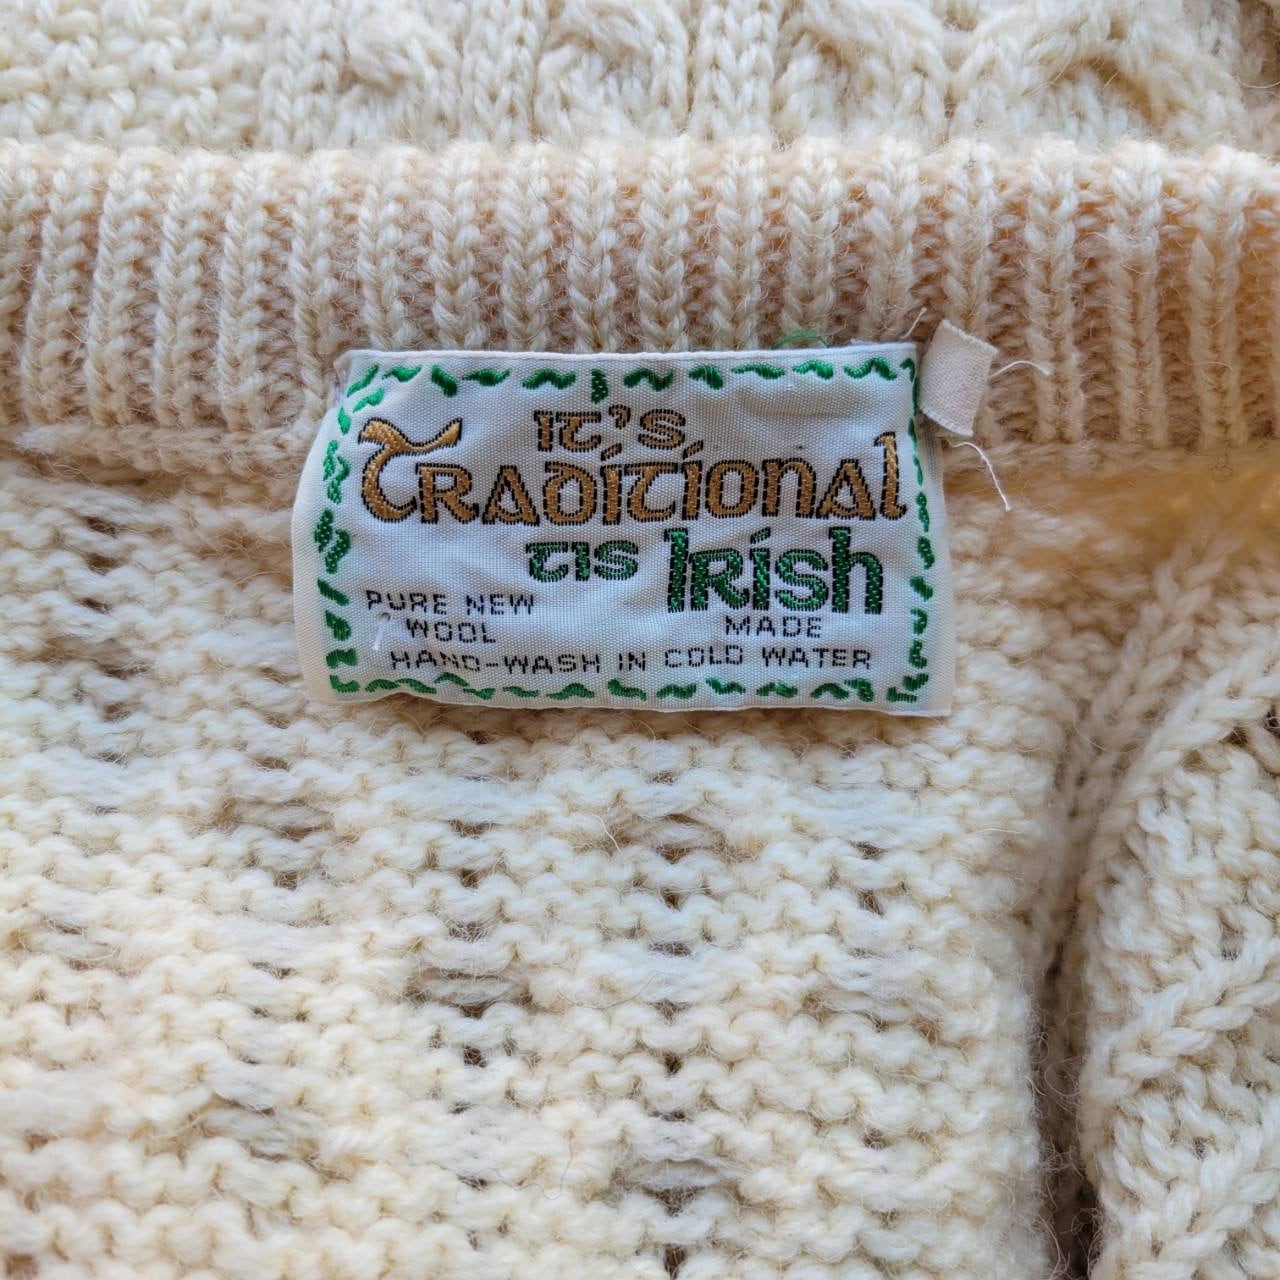 IT'S
TRADITIONAL
TIS IRISH
PURE NEW
WOOL
MADE
HAND-WASH IN COLD WATER